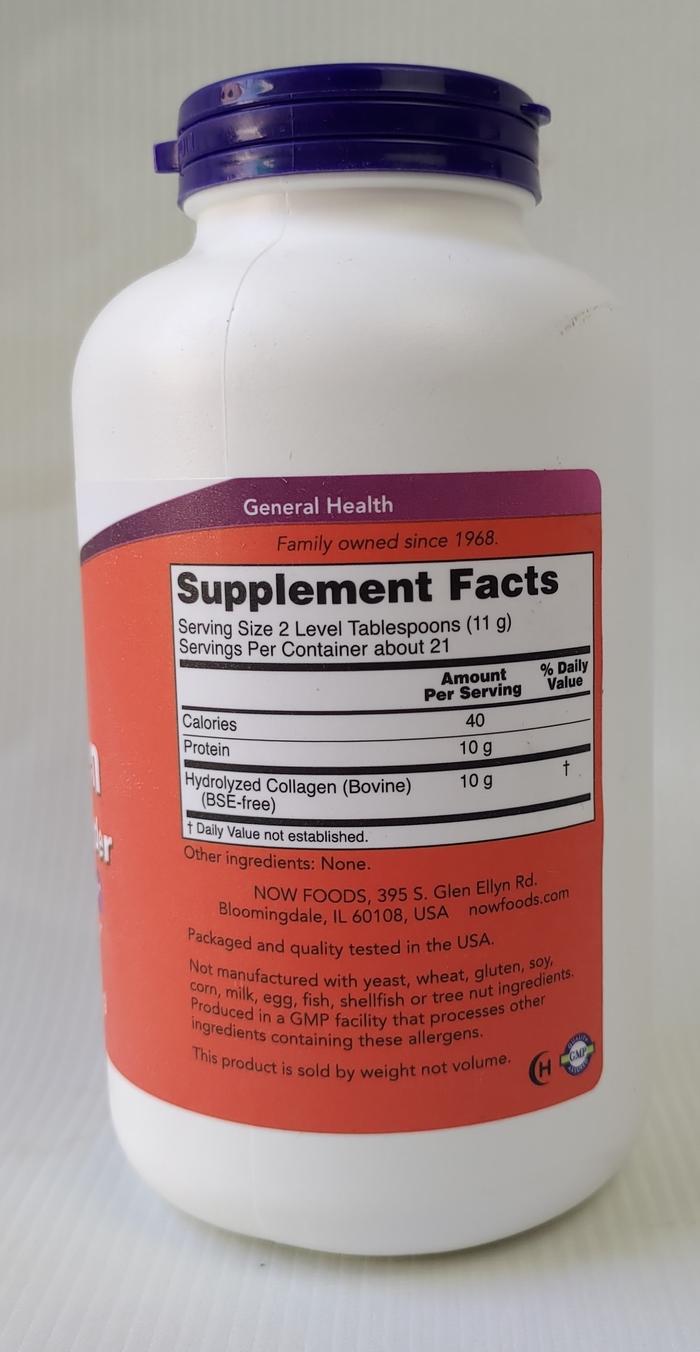 General Health
Family owned since 1968.
Supplement Facts
Serving Size 2 Level Tablespoons (11 g)
Servings Per Container about 21
Amount Per Serving
% Daily Value
Calories 40
Protein 10 g
Hydrolyzed Collagen (Bovine) 10 g †
(BSE-free)
† Daily Value not established.
Other ingredients: None.
NOW FOODS, 395 S. Glen Ellyn Rd.
Bloomingdale, IL 60108, USA nowfoods.com
Packaged and quality tested in the USA.
Not manufactured with yeast, wheat, gluten, soy,
corn, milk, egg, fish, shellfish or tree nut ingredients.
Produced in a GMP facility that processes other
ingredients containing these allergens.
This product is sold by weight not volume.
H
GMP